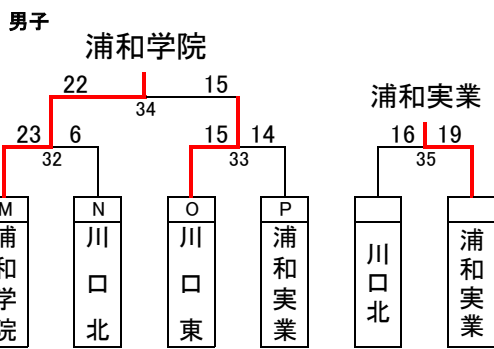 男子
浦和学院
浦和実業
22 15
34
23 6
32
15 14
33
16 19
35
M
N
O
P
浦和学院
川口北
川口東
浦和実業
川口北
浦和実業